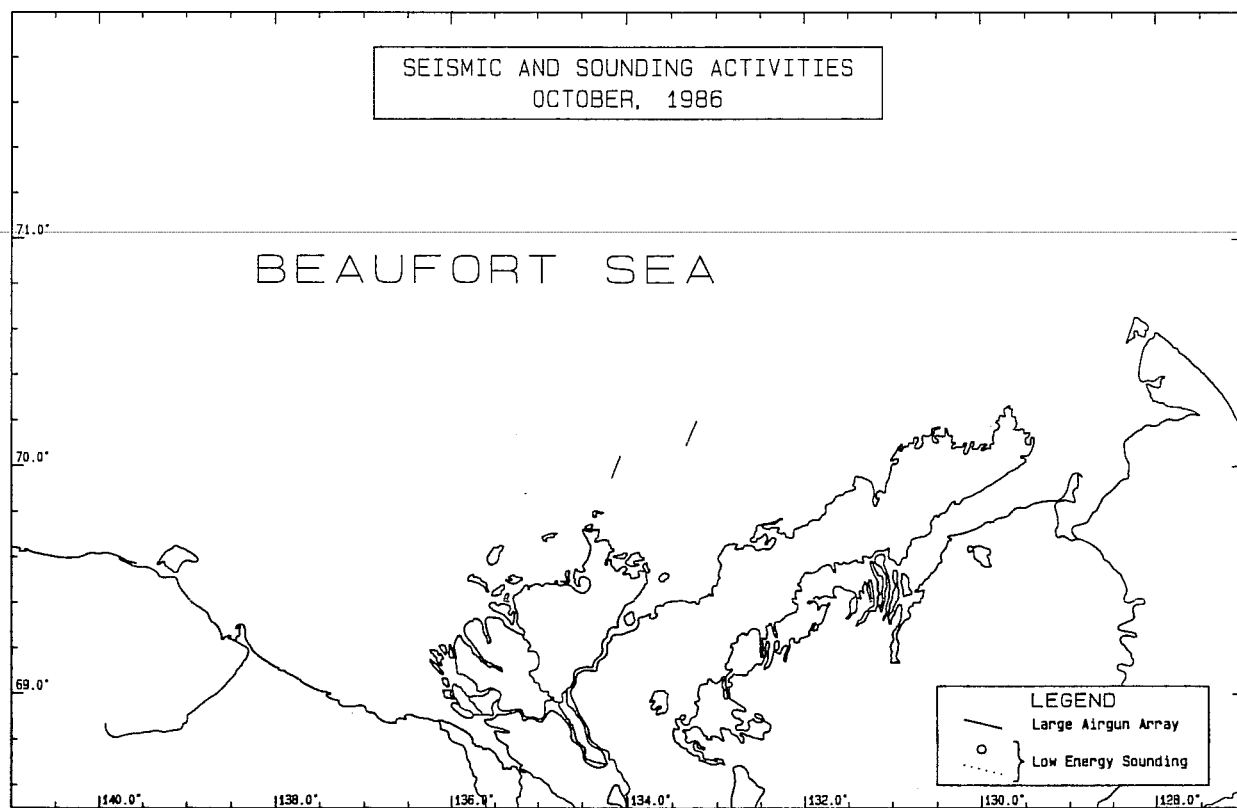 SEISMIC AND SOUNDING ACTIVITIES
OCTOBER, 1986
71.0°
BEAUFORT SEA
70.0°
69.0°
LEGEND
Large Airgun Array
Low Energy Sounding
140.0° 138.0° 136.0° 134.0° 132.0° 130.0° 128.0°